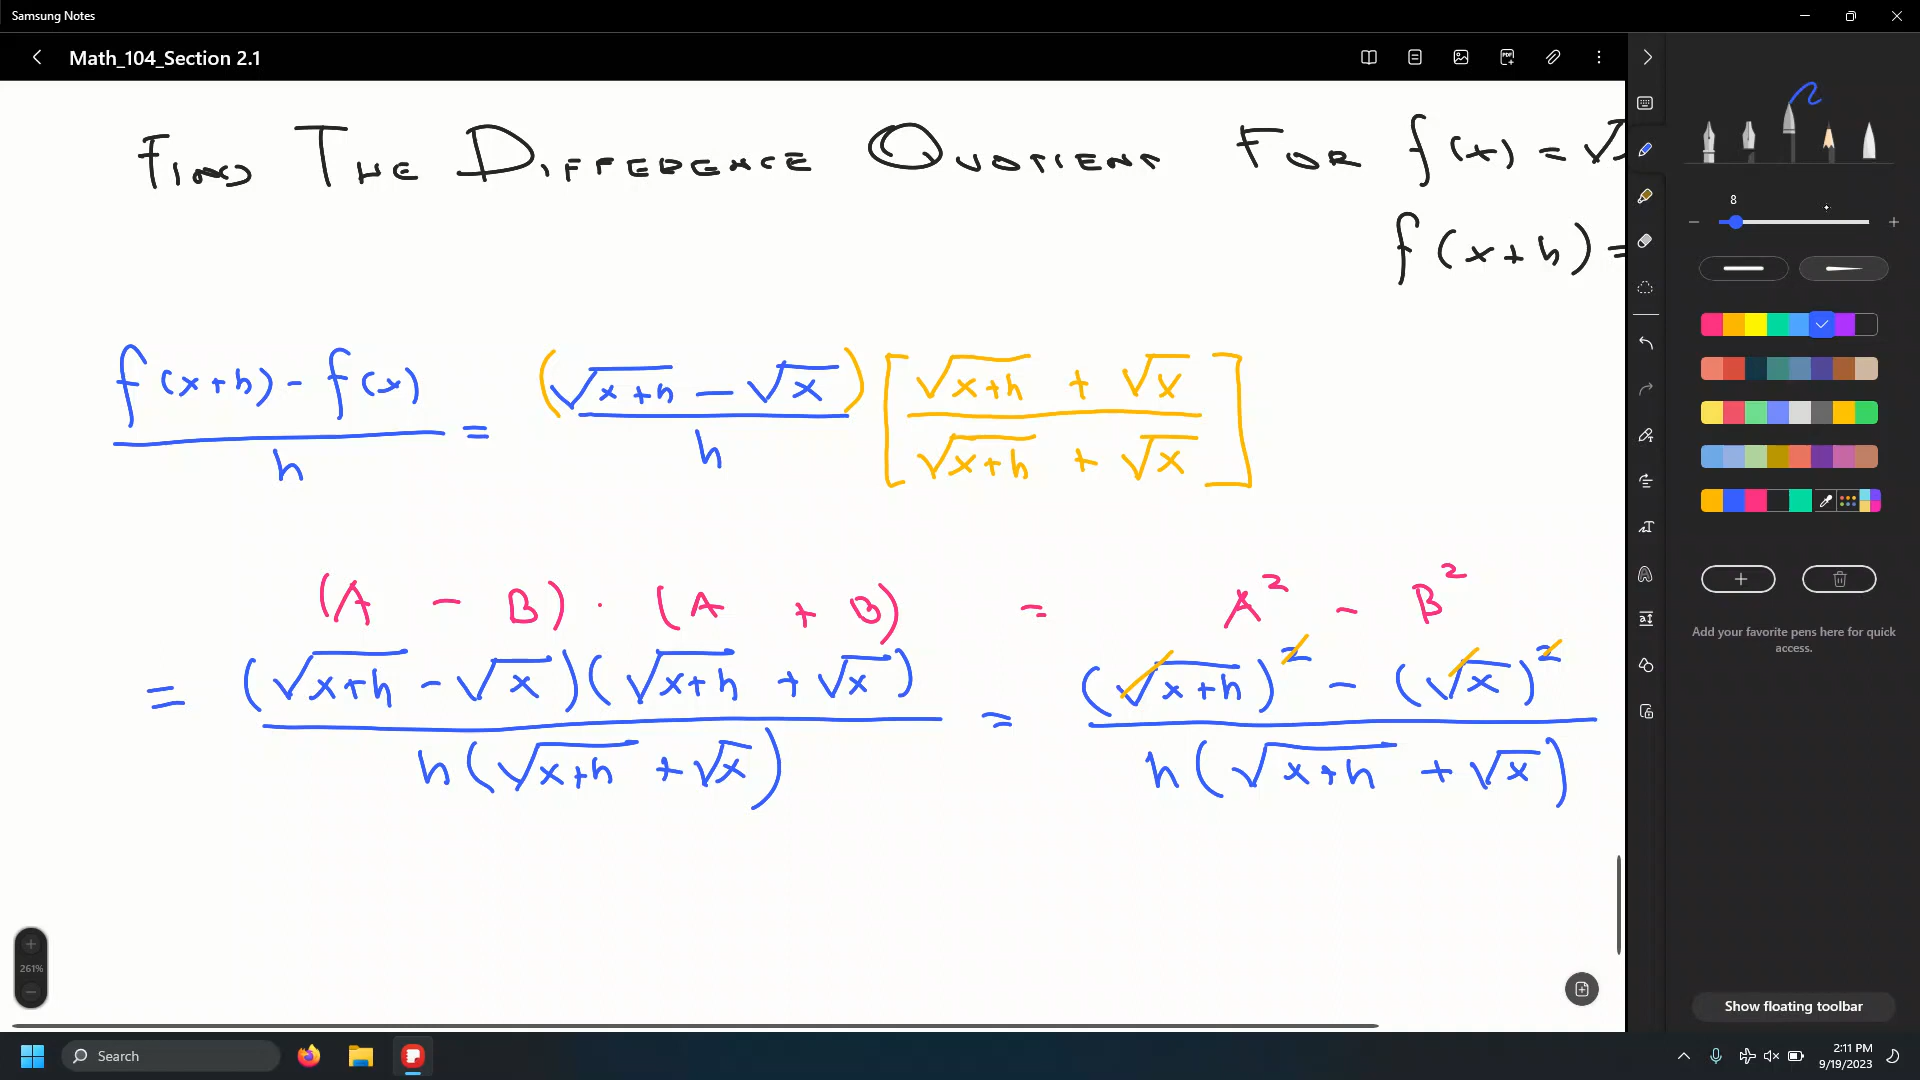 Samsung Notes
Math_104_Section 2.1
FIND THE DIFFERENCE QUOTIENT FOR f(x) = √
f(x+h) =
8
(f(x+h) - f(x))/h = (√(x+h) - √x)/h [(√(x+h) + √x)/(√(x+h) + √x)]
(A - B) · (A + B) = A² - B²
= (√(x+h) - √x)(√(x+h) + √x)/h(√(x+h) + √x) = (√(x+h))² - (√x)²/h(√(x+h) + √x)
Add your favorite pens here for quick
access.
261%
Show floating toolbar
Search
2:11 PM
9/19/2023